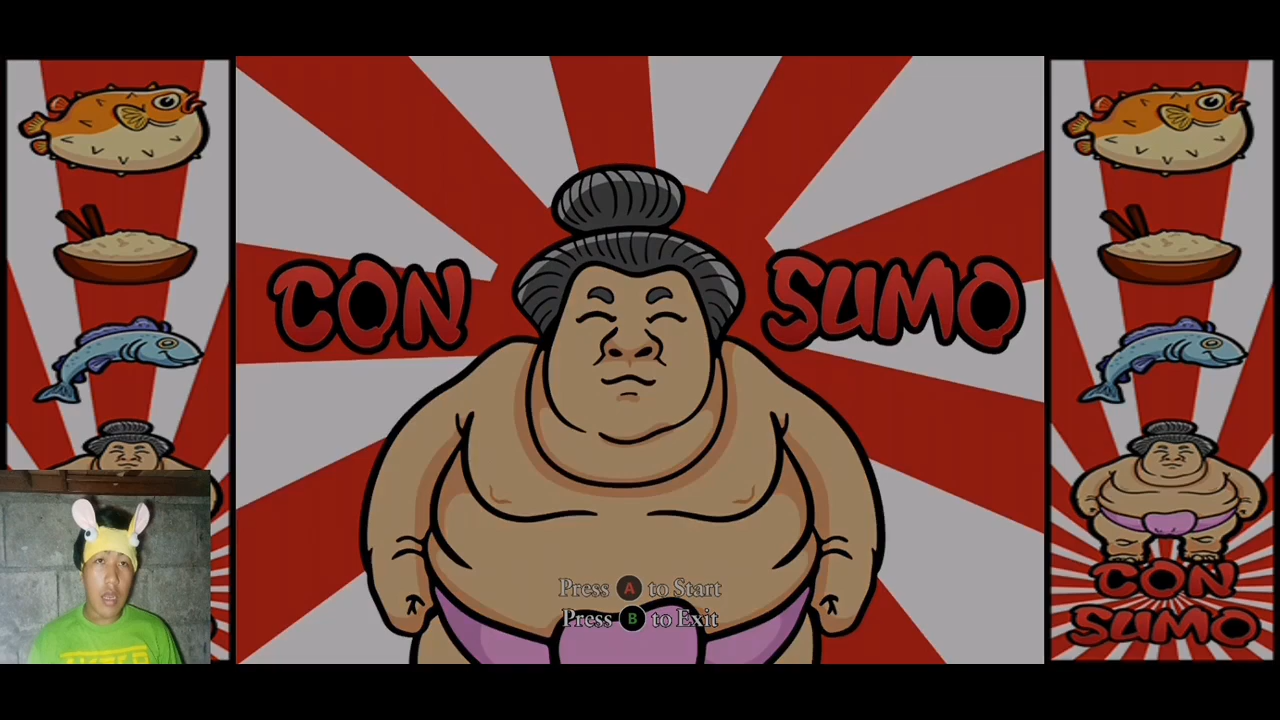 CON SUMO
Press A to Start
Press B to Exit
CON
SUMO